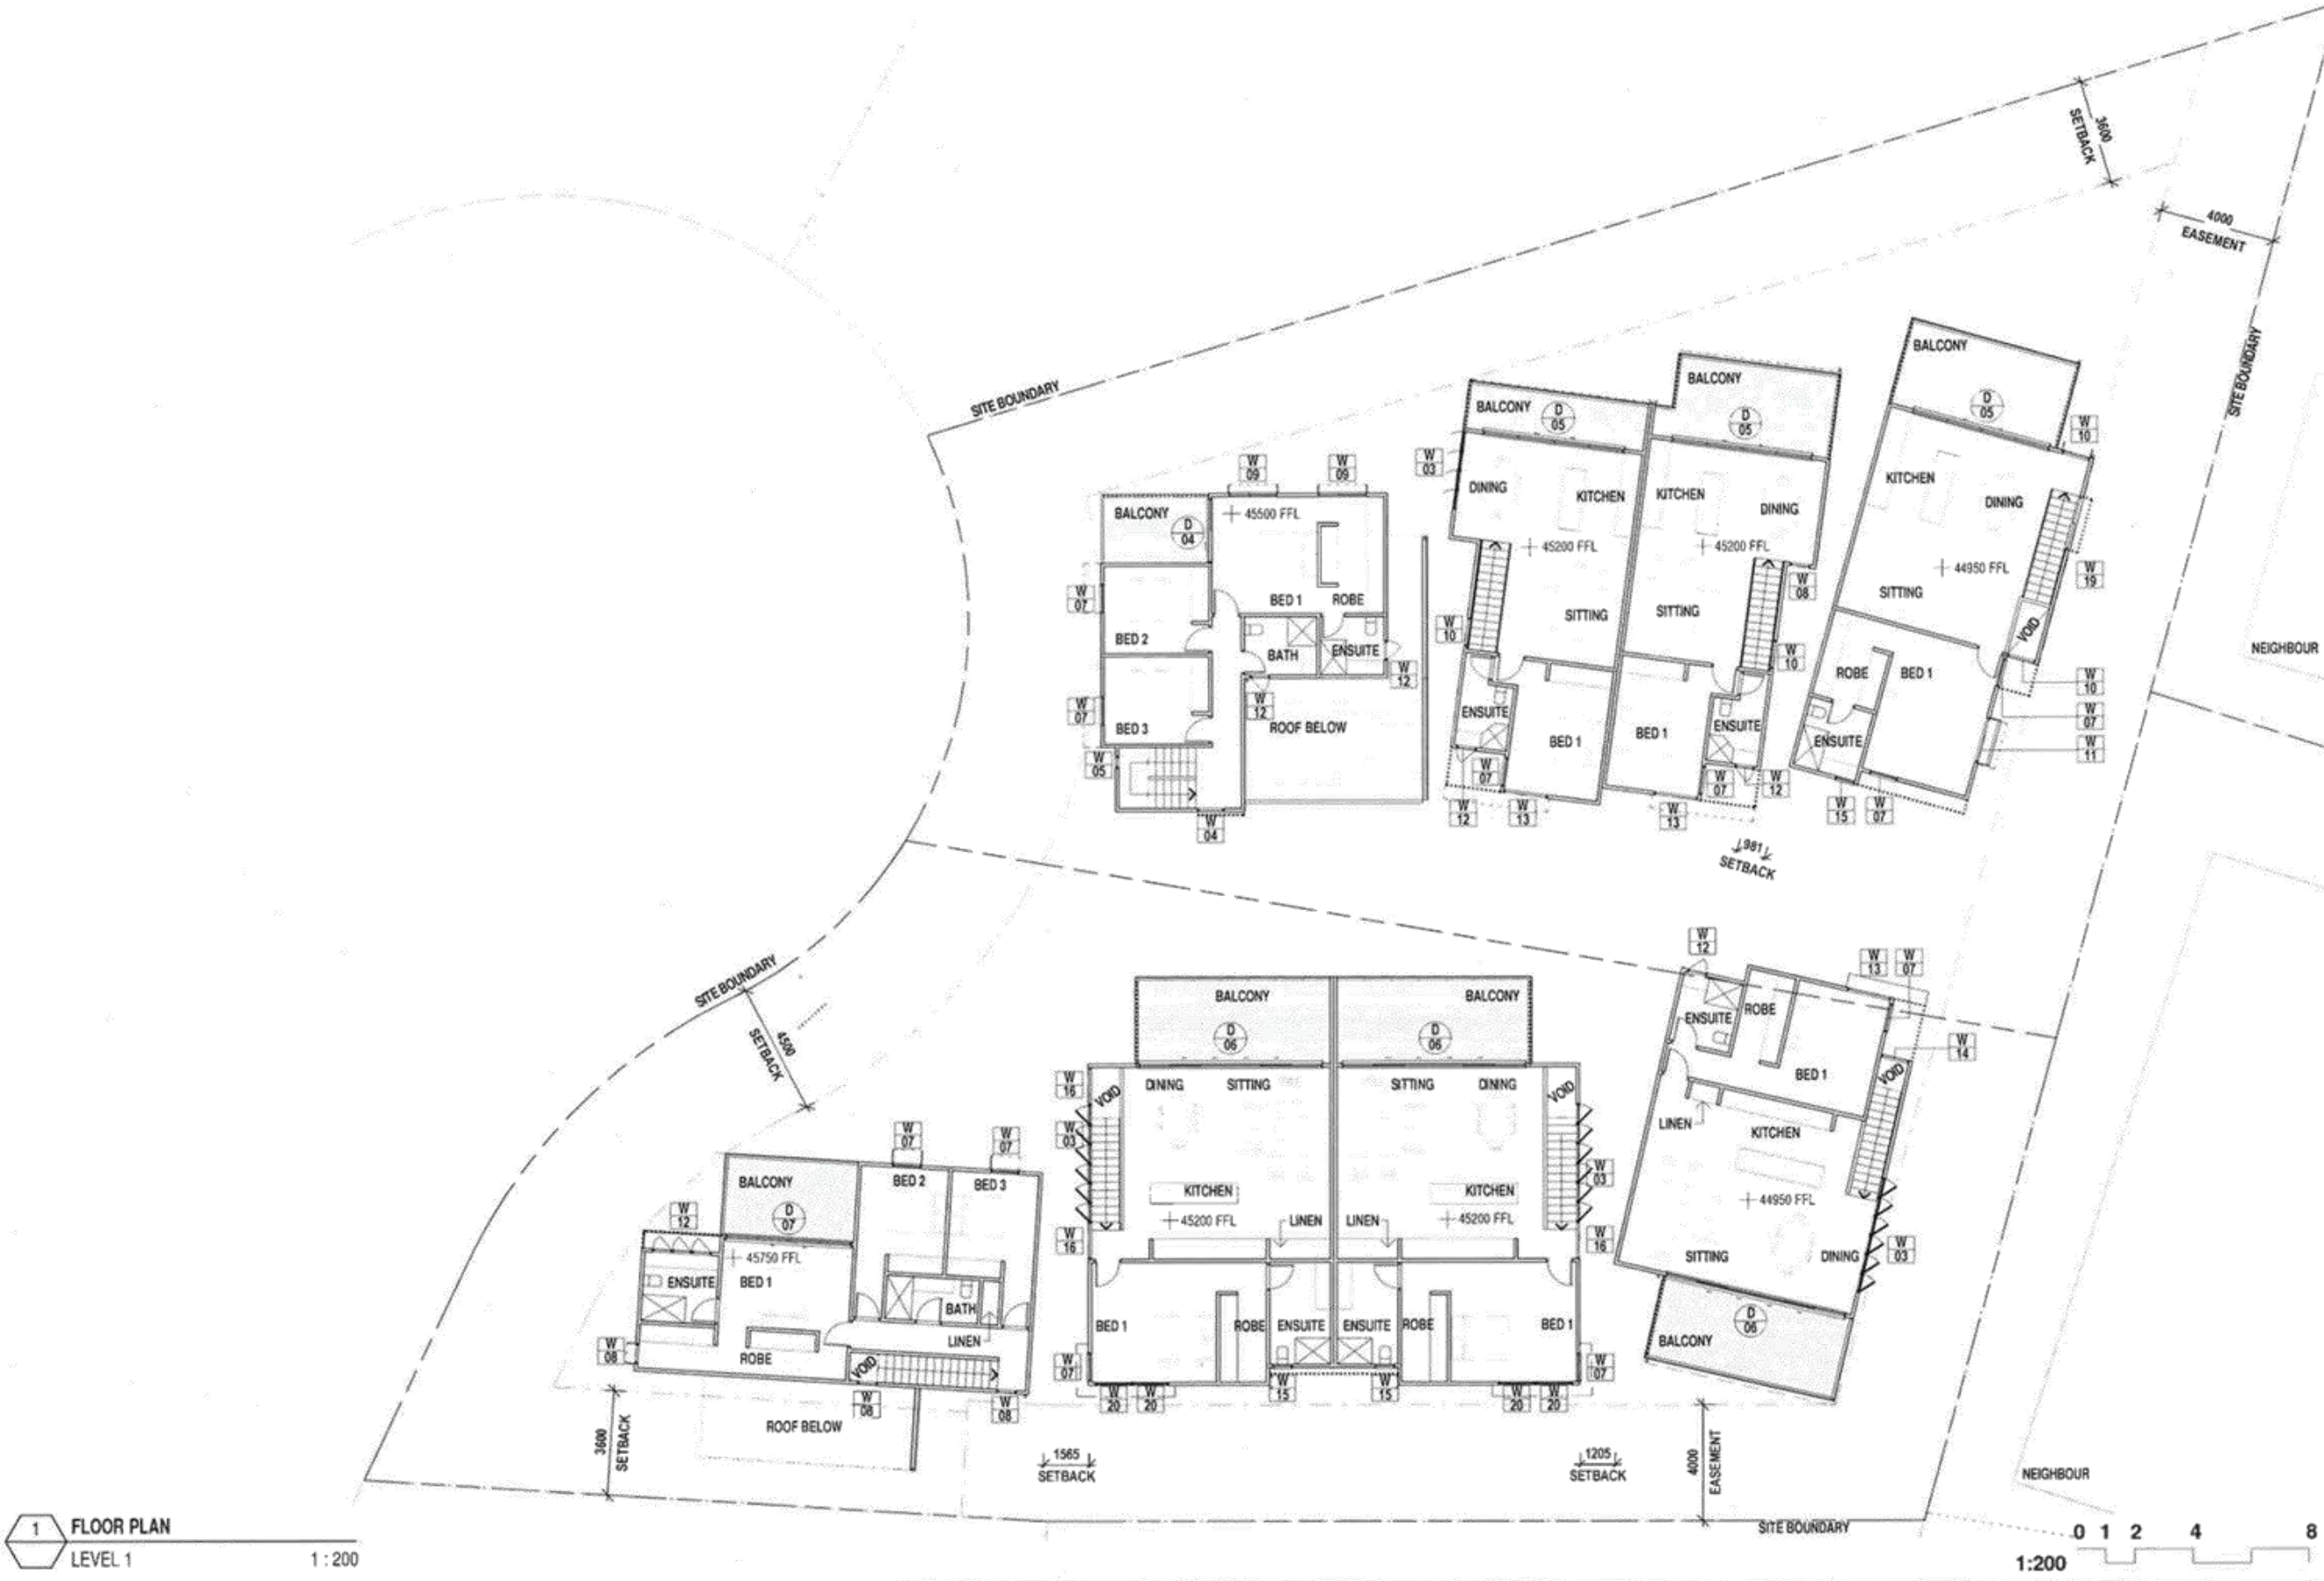 3600
SETBACK
4000
EASEMENT
SITE BOUNDARY
SITE BOUNDARY
NEIGHBOUR
BALCONY
D
04
W
09
W
09
45500 FFL
W
07
BED 2
BED 1
ROBE
BATH
ENSUITE
W
12
W
12
W
07
BED 3
ROOF BELOW
W
05
W
04
BALCONY
D
05
W
03
DINING
KITCHEN
45200 FFL
SITTING
W
10
ENSUITE
BED 1
W
07
W
12
W
13
BALCONY
D
05
KITCHEN
DINING
45200 FFL
W
08
SITTING
W
10
BED 1
ENSUITE
W
07
W
12
W
13
BALCONY
D
05
W
10
KITCHEN
DINING
44950 FFL
W
19
SITTING
VOID
ROBE
BED 1
W
10
W
07
W
11
ENSUITE
W
15
W
07
981
SETBACK
SITE BOUNDARY
4500
SETBACK
W
07
W
07
BALCONY
D
07
BED 2
BED 3
W
12
45750 FFL
ENSUITE
BED 1
BATH
LINEN
W
08
ROBE
VOID
W
08
W
08
ROOF BELOW
3600
SETBACK
BALCONY
D
06
BALCONY
D
06
W
16
VOID
DINING
SITTING
SITTING
DINING
VOID
W
03
W
03
KITCHEN
KITCHEN
45200 FFL
LINEN
LINEN
45200 FFL
W
16
W
16
BED 1
ROBE
ENSUITE
ENSUITE
ROBE
BED 1
W
07
W
07
W
20
W
20
W
15
W
15
W
20
W
20
1565
SETBACK
1205
SETBACK
W
12
W
13
W
07
ENSUITE
ROBE
W
14
BED 1
VOID
LINEN
KITCHEN
44950 FFL
SITTING
DINING
W
03
D
06
BALCONY
4000
EASEMENT
NEIGHBOUR
SITE BOUNDARY
1
FLOOR PLAN
LEVEL 1
1 : 200
0 1 2 4 8
1:200